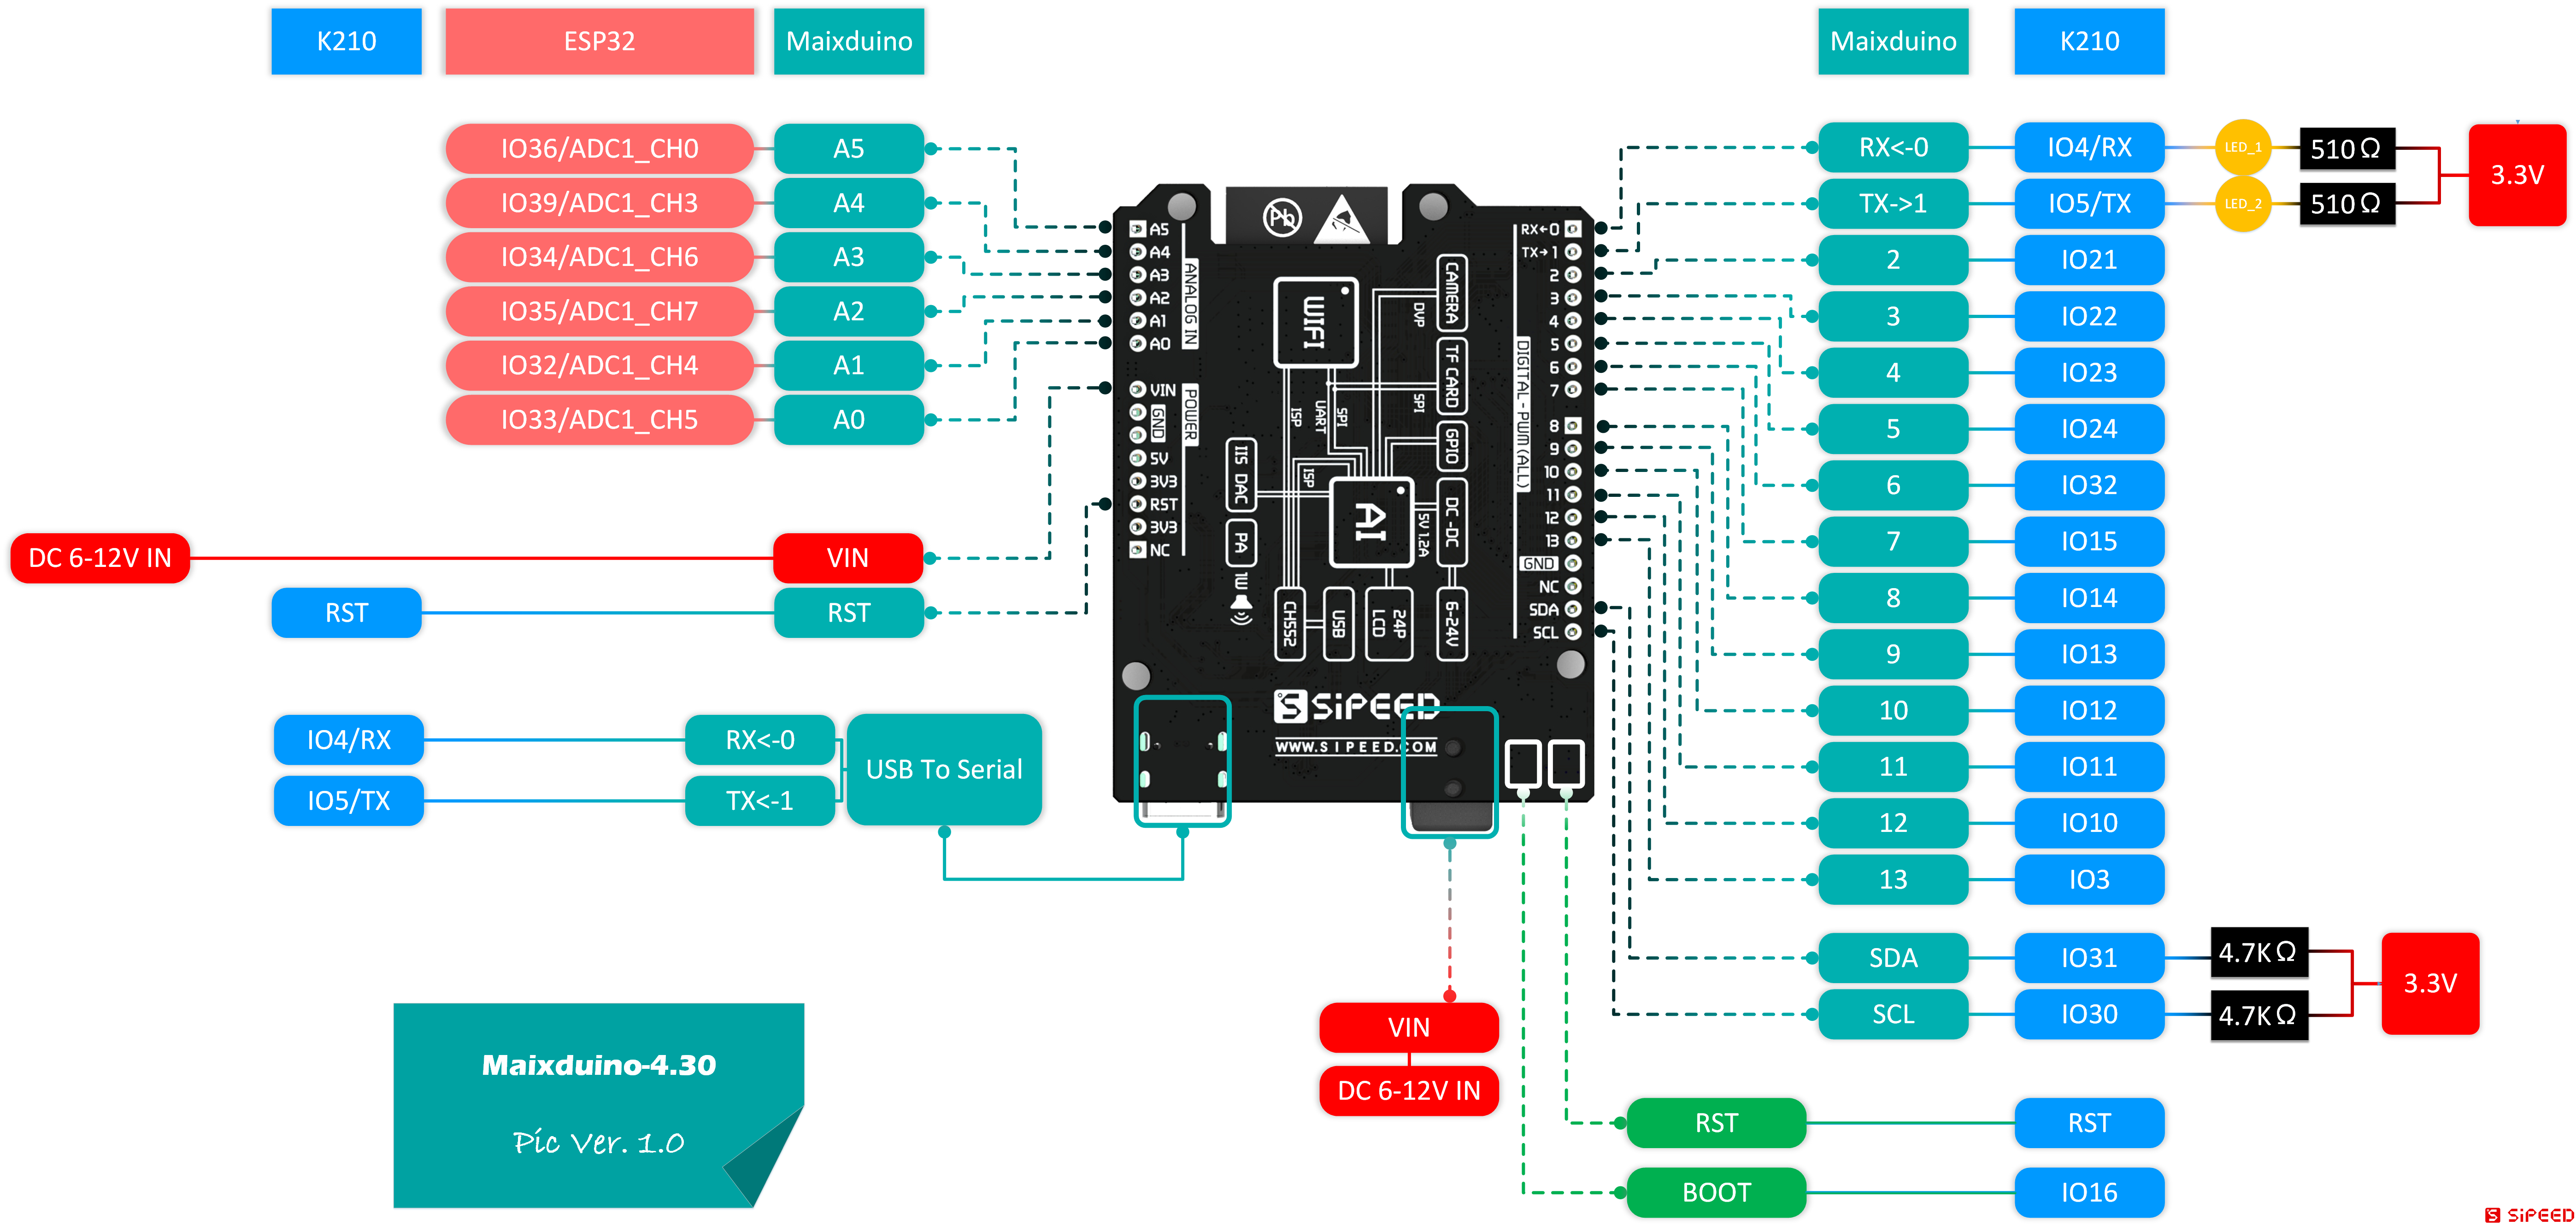 K210 ESP32 Maixduino Maixduino K210
IO36/ADC1_CH0 A5
IO39/ADC1_CH3 A4
IO34/ADC1_CH6 A3
IO35/ADC1_CH7 A2
IO32/ADC1_CH4 A1
IO33/ADC1_CH5 A0
DC 6-12V IN VIN
RST RST
IO4/RX RX<-0
IO5/TX TX<-1
USB To Serial
A5
A4
A3
A2
A1
A0
ANALOG IN
VIN
GND
5V
3V3
RST
3V3
NC
POWER
WIFI
CAMERA
DVP
TF CARD
SPI
GPIO
ISP
UART
SPI
ISP
IIS DAC
PA
1W
AI
DC-DC
5V 1.2A
CH552
USB
24P
LCD
6-24V
SiPEED
WWW.SIPEED.COM
RX←0
TX→1
2
3
4
5
6
7
8
9
10
11
12
13
GND
NC
SDA
SCL
DIGITAL-PWM(ALL)
RX<-0 IO4/RX LED_1 510Ω
TX->1 IO5/TX LED_2 510Ω
3.3V
2 IO21
3 IO22
4 IO23
5 IO24
6 IO32
7 IO15
8 IO14
9 IO13
10 IO12
11 IO11
12 IO10
13 IO3
SDA IO31 4.7KΩ
SCL IO30 4.7KΩ
3.3V
VIN
DC 6-12V IN
RST RST
BOOT IO16
Maixduino-4.30
Pic Ver. 1.0
SiPEED